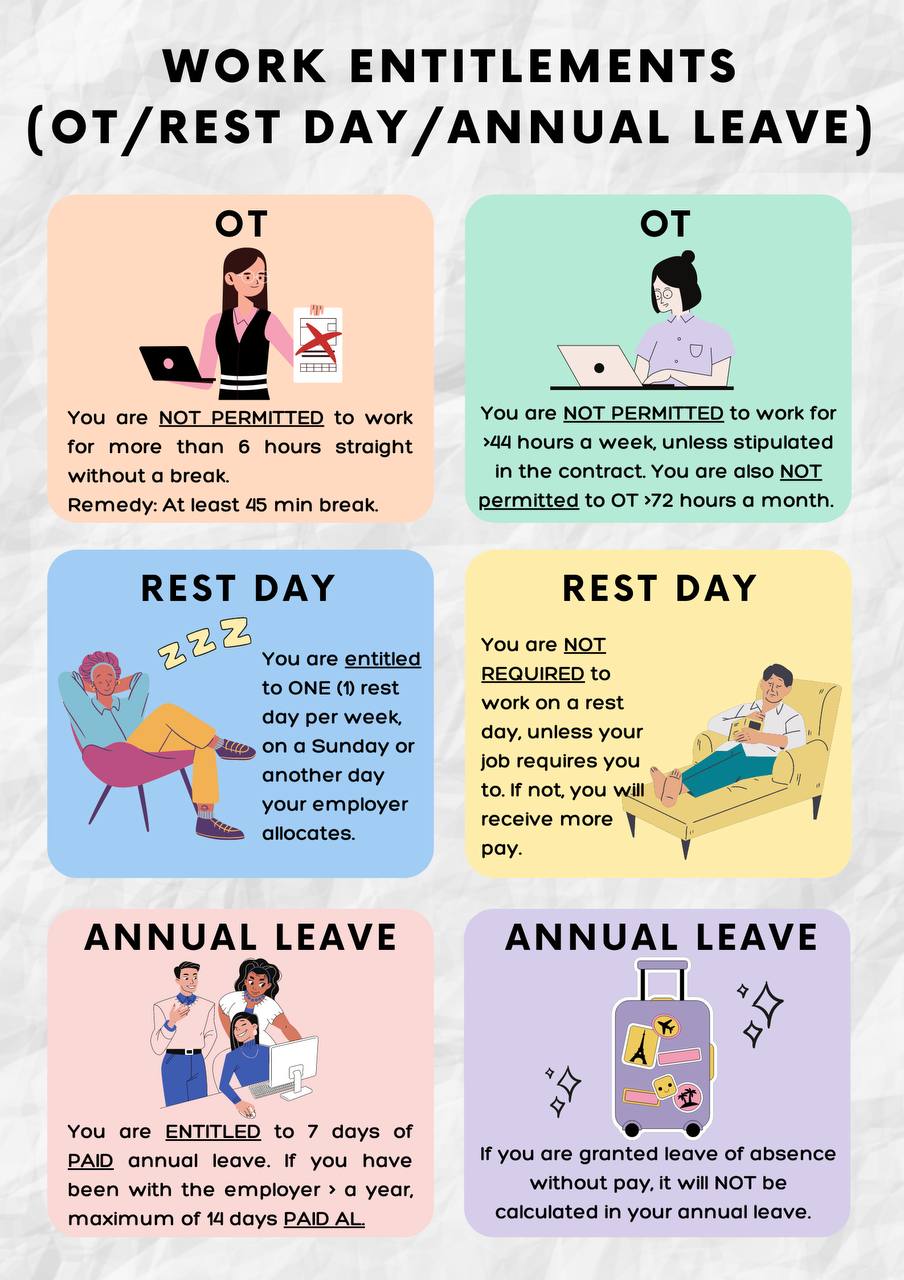 WORK ENTITLEMENTS
(OT/REST DAY/ANNUAL LEAVE)
OT
You are NOT PERMITTED to work
for more than 6 hours straight
without a break.
Remedy: At least 45 min break.
OT
You are NOT PERMITTED to work for
>44 hours a week, unless stipulated
in the contract. You are also NOT
permitted to OT >72 hours a month.
REST DAY
ZZZ
You are entitled
to ONE (1) rest
day per week,
on a Sunday or
another day
your employer
allocates.
REST DAY
You are NOT
REQUIRED to
work on a rest
day, unless your
job requires you
to. If not, you will
receive more
pay.
ANNUAL LEAVE
You are ENTITLED to 7 days of
PAID annual leave. If you have
been with the employer > a year,
maximum of 14 days PAID AL.
ANNUAL LEAVE
If you are granted leave of absence
without pay, it will NOT be
calculated in your annual leave.